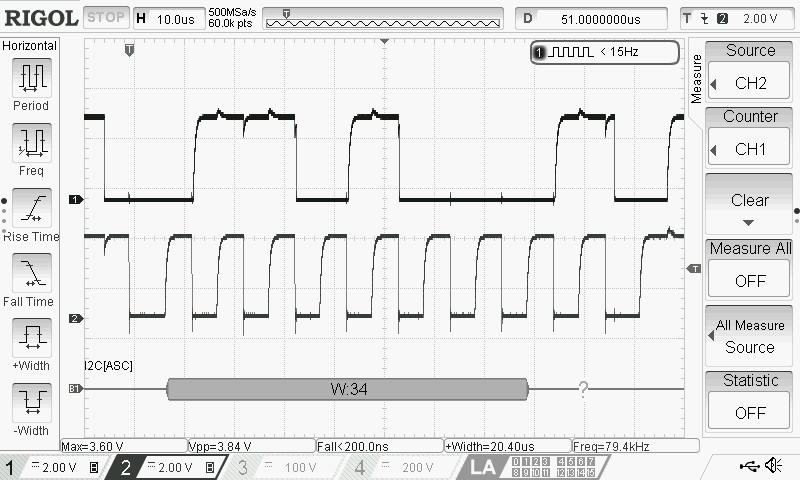 RIGOL STOP H 10.0us 500MSa/s 60.0k pts T D 51.0000000us T 2 2.00 V
Horizontal
Period
Freq
Rise Time
Fall Time
+Width
-Width
T
1 < 15Hz
1
2
T
I2C[ASC]
B1 W:34 ?
Max=3.60 V Vpp=3.84 V Fall<200.0ns +Width=20.40us Freq=79.4kHz
1 2.00 V B 2 2.00 V B 3 100 V 4 200 V LA 0 1 2 3 4 5 6 7
8 9 10 11 12 13 14 15
Measure
Source
CH2
Counter
CH1
Clear
Measure All
OFF
All Measure
Source
Statistic
OFF